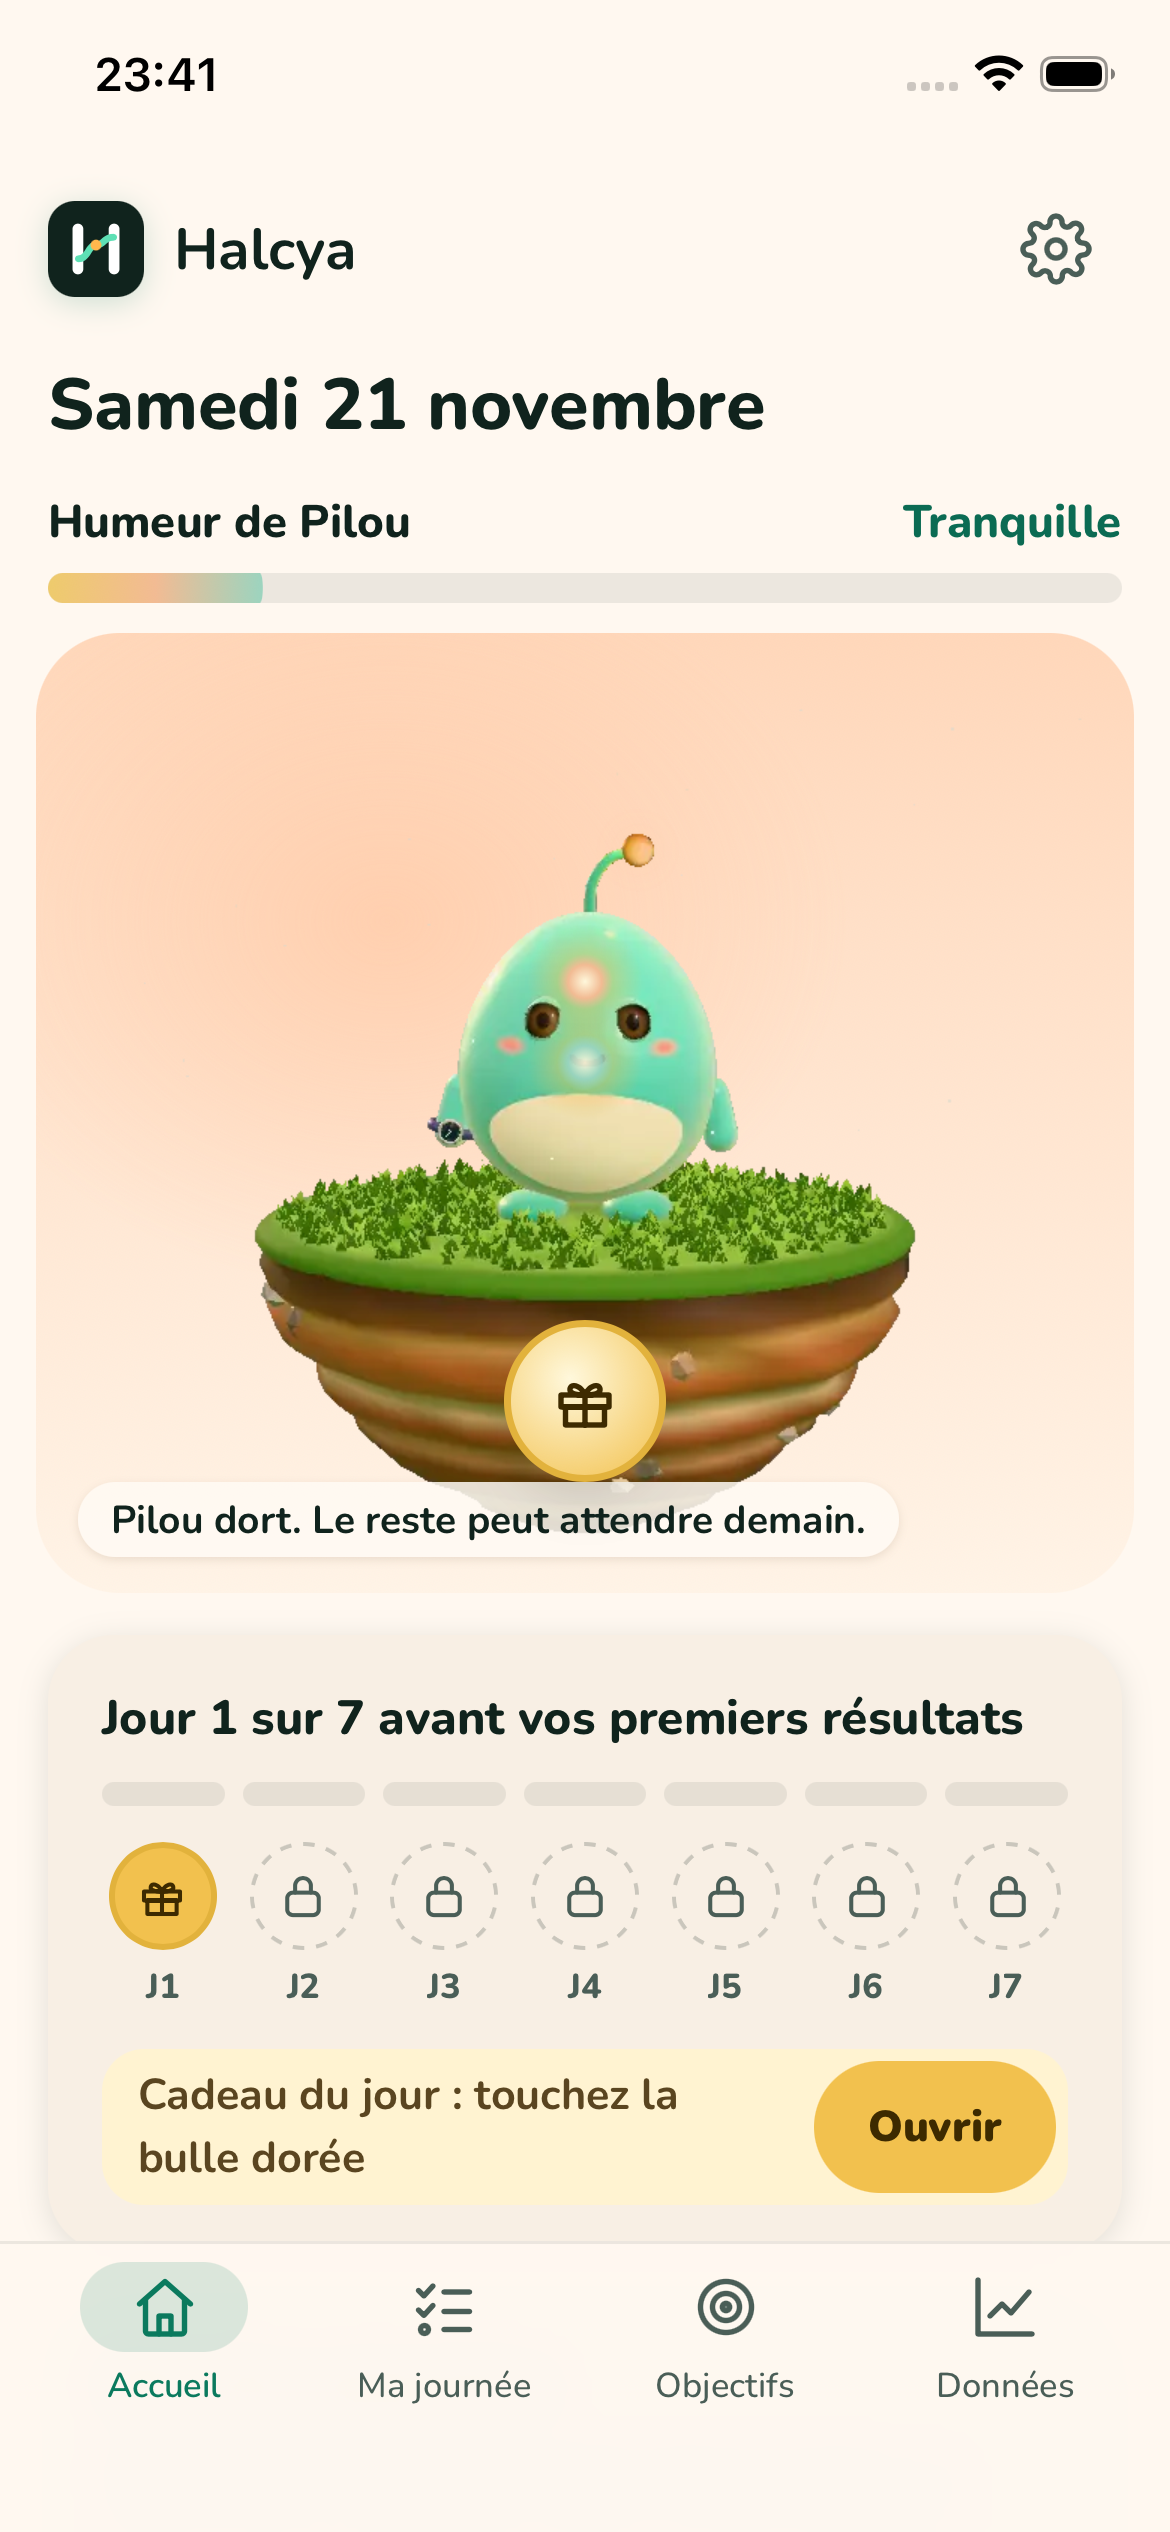 23:41
Halcya
Samedi 21 novembre
Humeur de Pilou
Tranquille
Pilou dort. Le reste peut attendre demain.
Jour 1 sur 7 avant vos premiers résultats
J1 J2 J3 J4 J5 J6 J7
Cadeau du jour : touchez la
bulle dorée
Ouvrir
Accueil Ma journée Objectifs Données